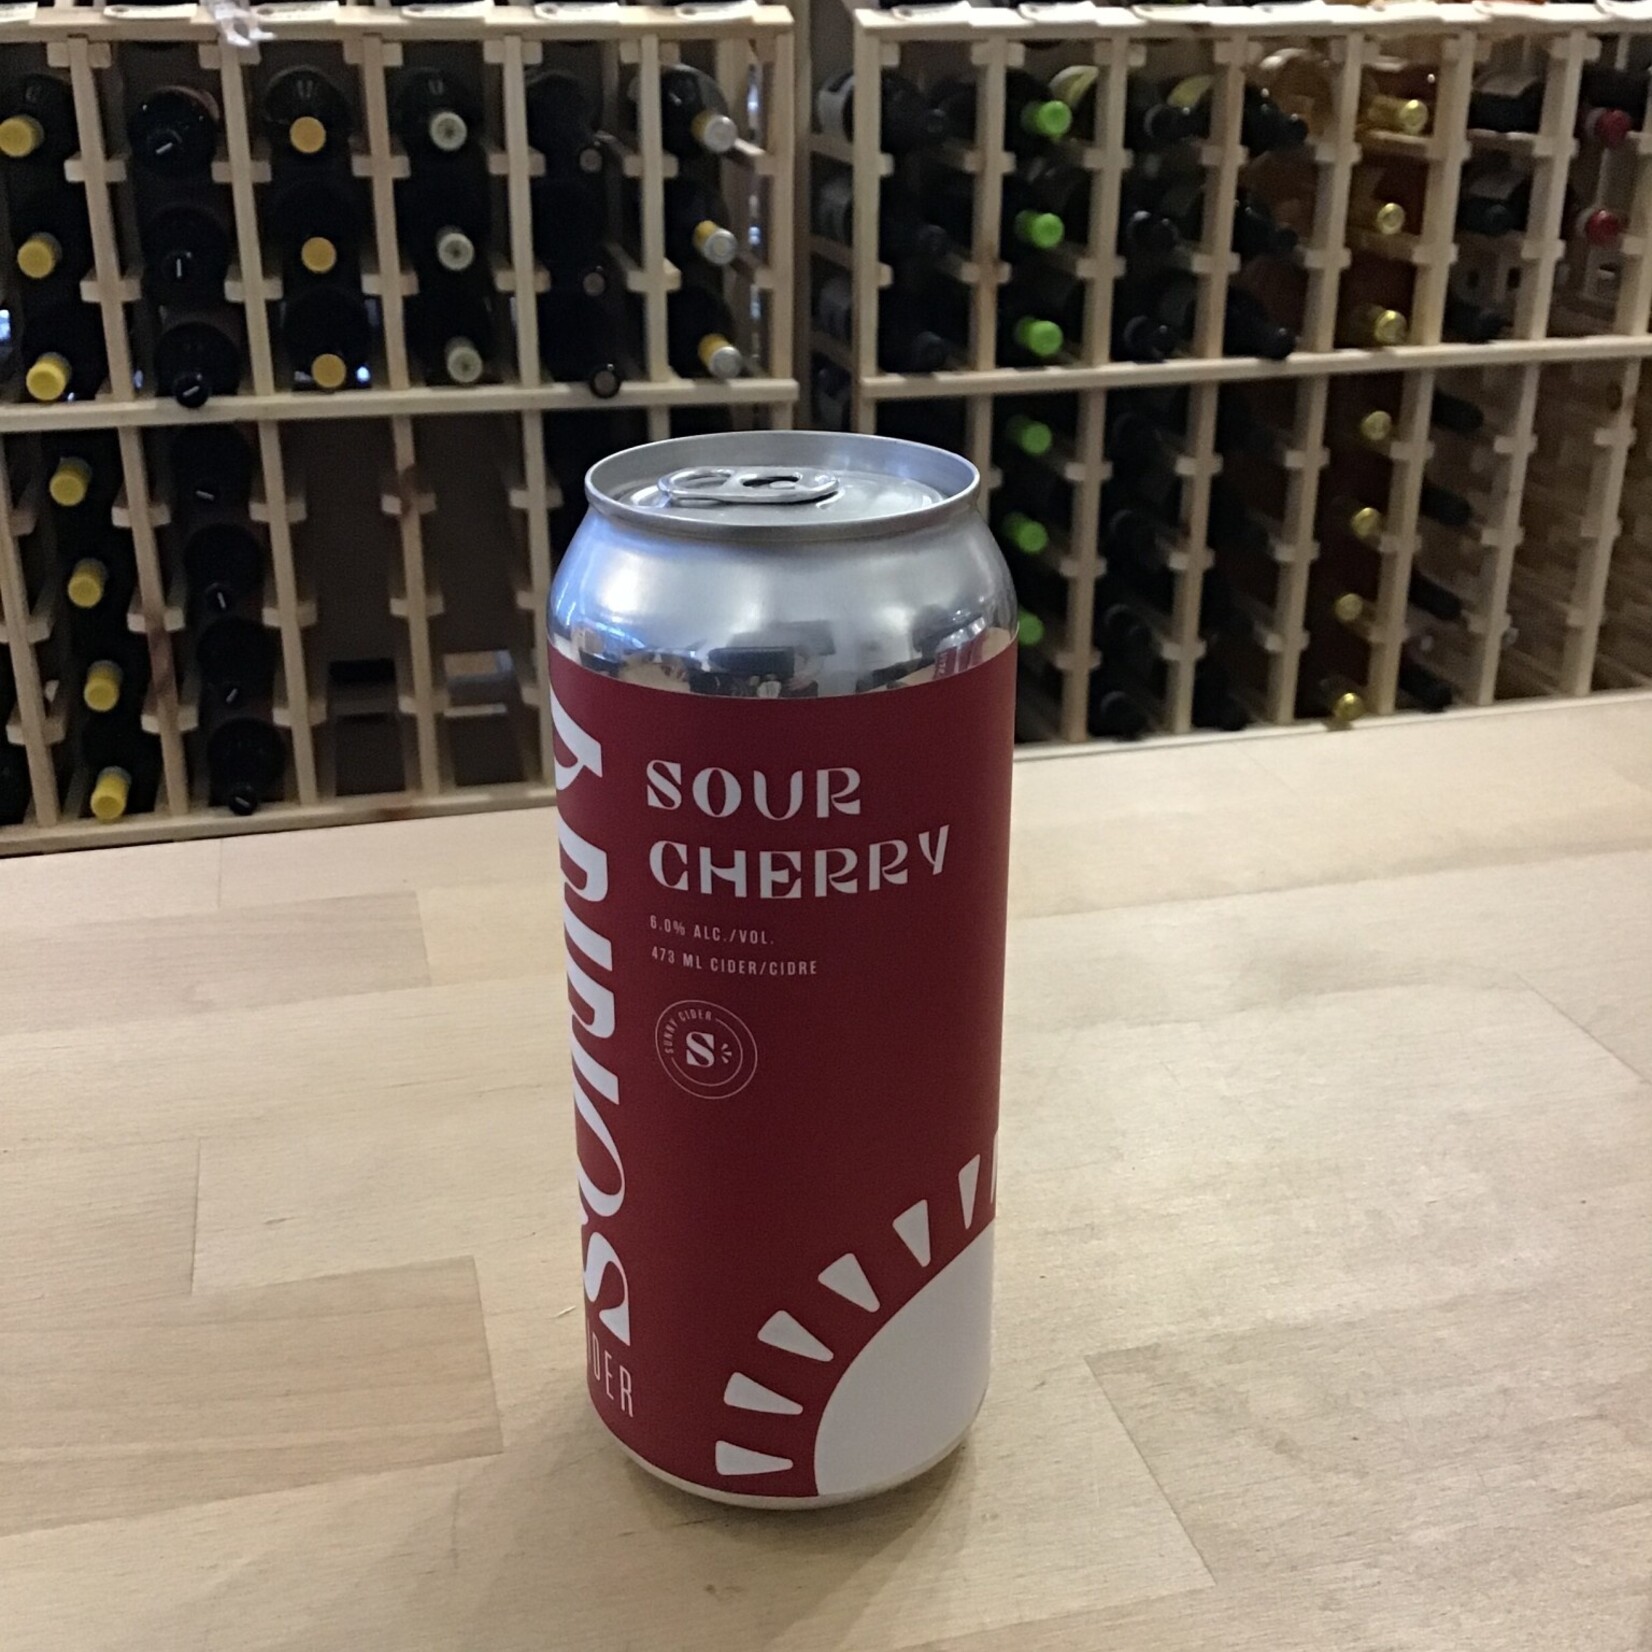 SUNNY
CIDER
SOUR
CHERRY
6.0% ALC./VOL.
473 ML CIDER/CIDRE
SUNNY CIDER
S